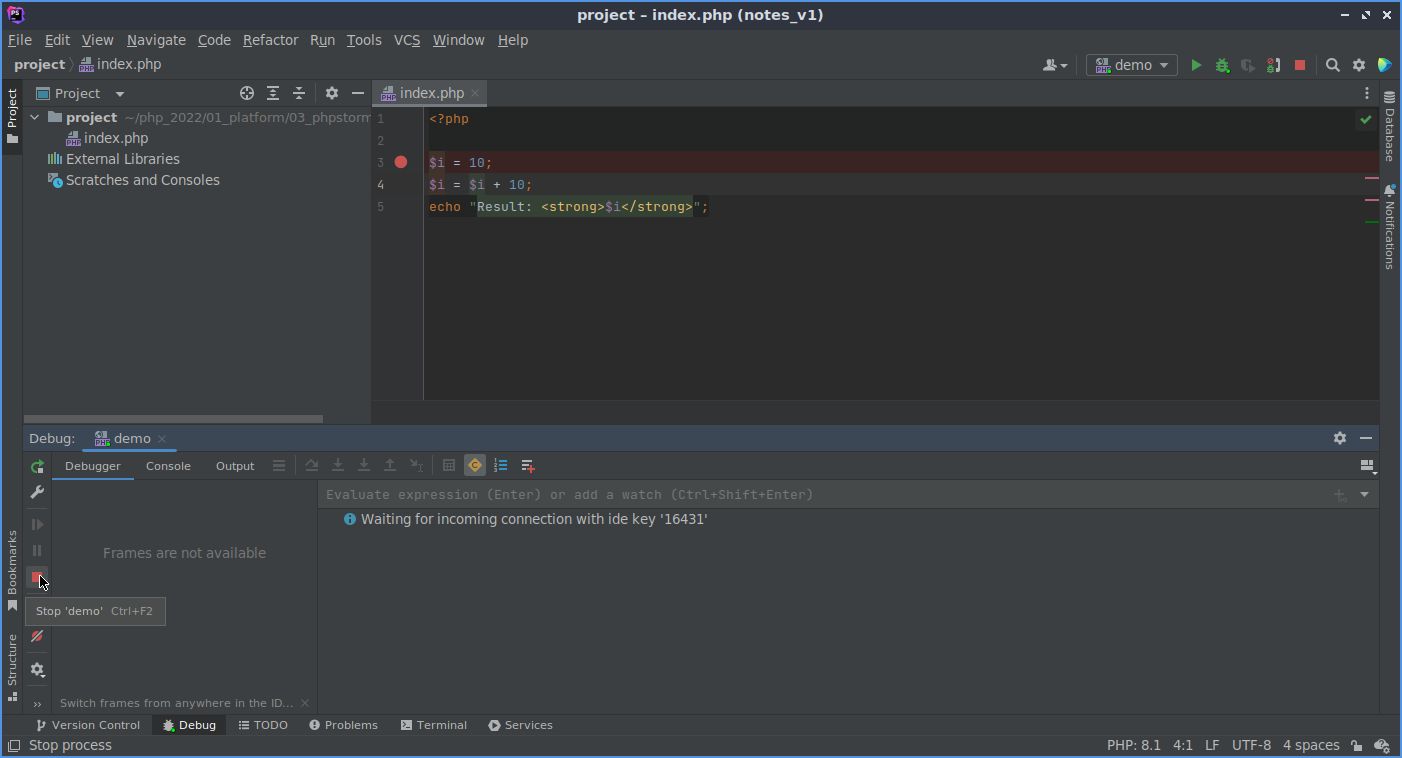 PS
project – index.php (notes_v1)
File Edit View Navigate Code Refactor Run Tools VCS Window Help
project index.php
demo
Project
Project
index.php
project ~/php_2022/01_platform/03_phpstorm
index.php
External Libraries
Scratches and Consoles
1 <?php
2
3 $i = 10;
4 $i = $i + 10;
5 echo "Result: <strong>$i</strong>";
Database
Notifications
Debug: demo
Debugger Console Output
Evaluate expression (Enter) or add a watch (Ctrl+Shift+Enter)
Waiting for incoming connection with ide key '16431'
Frames are not available
Bookmarks
Stop 'demo' Ctrl+F2
Structure
Switch frames from anywhere in the ID...
Version Control Debug TODO Problems Terminal Services
Stop process
PHP: 8.1 4:1 LF UTF-8 4 spaces